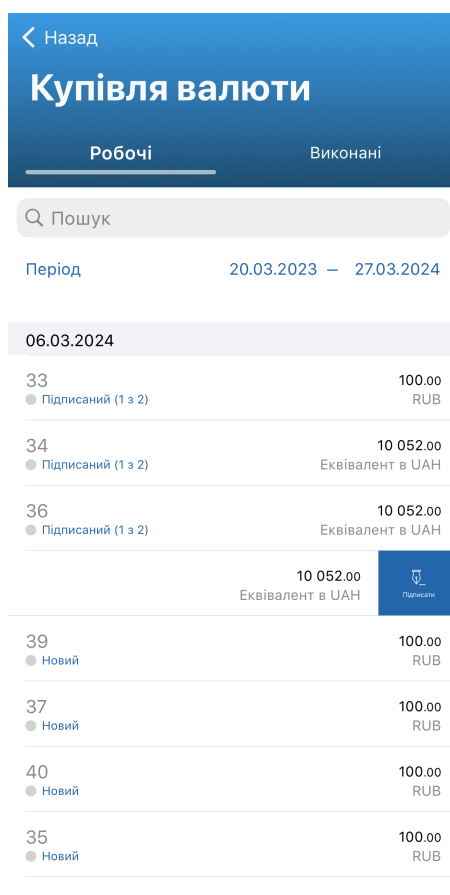 Назад
Купівля валюти
Робочі Виконані
Пошук
Період 20.03.2023 – 27.03.2024
06.03.2024
33 100.00
Підписаний (1 з 2) RUB
34 10 052.00
Підписаний (1 з 2) Еквівалент в UAH
36 10 052.00
Підписаний (1 з 2) Еквівалент в UAH
10 052.00
Еквівалент в UAH Підписати
39 100.00
Новий RUB
37 100.00
Новий RUB
40 100.00
Новий RUB
35 100.00
Новий RUB